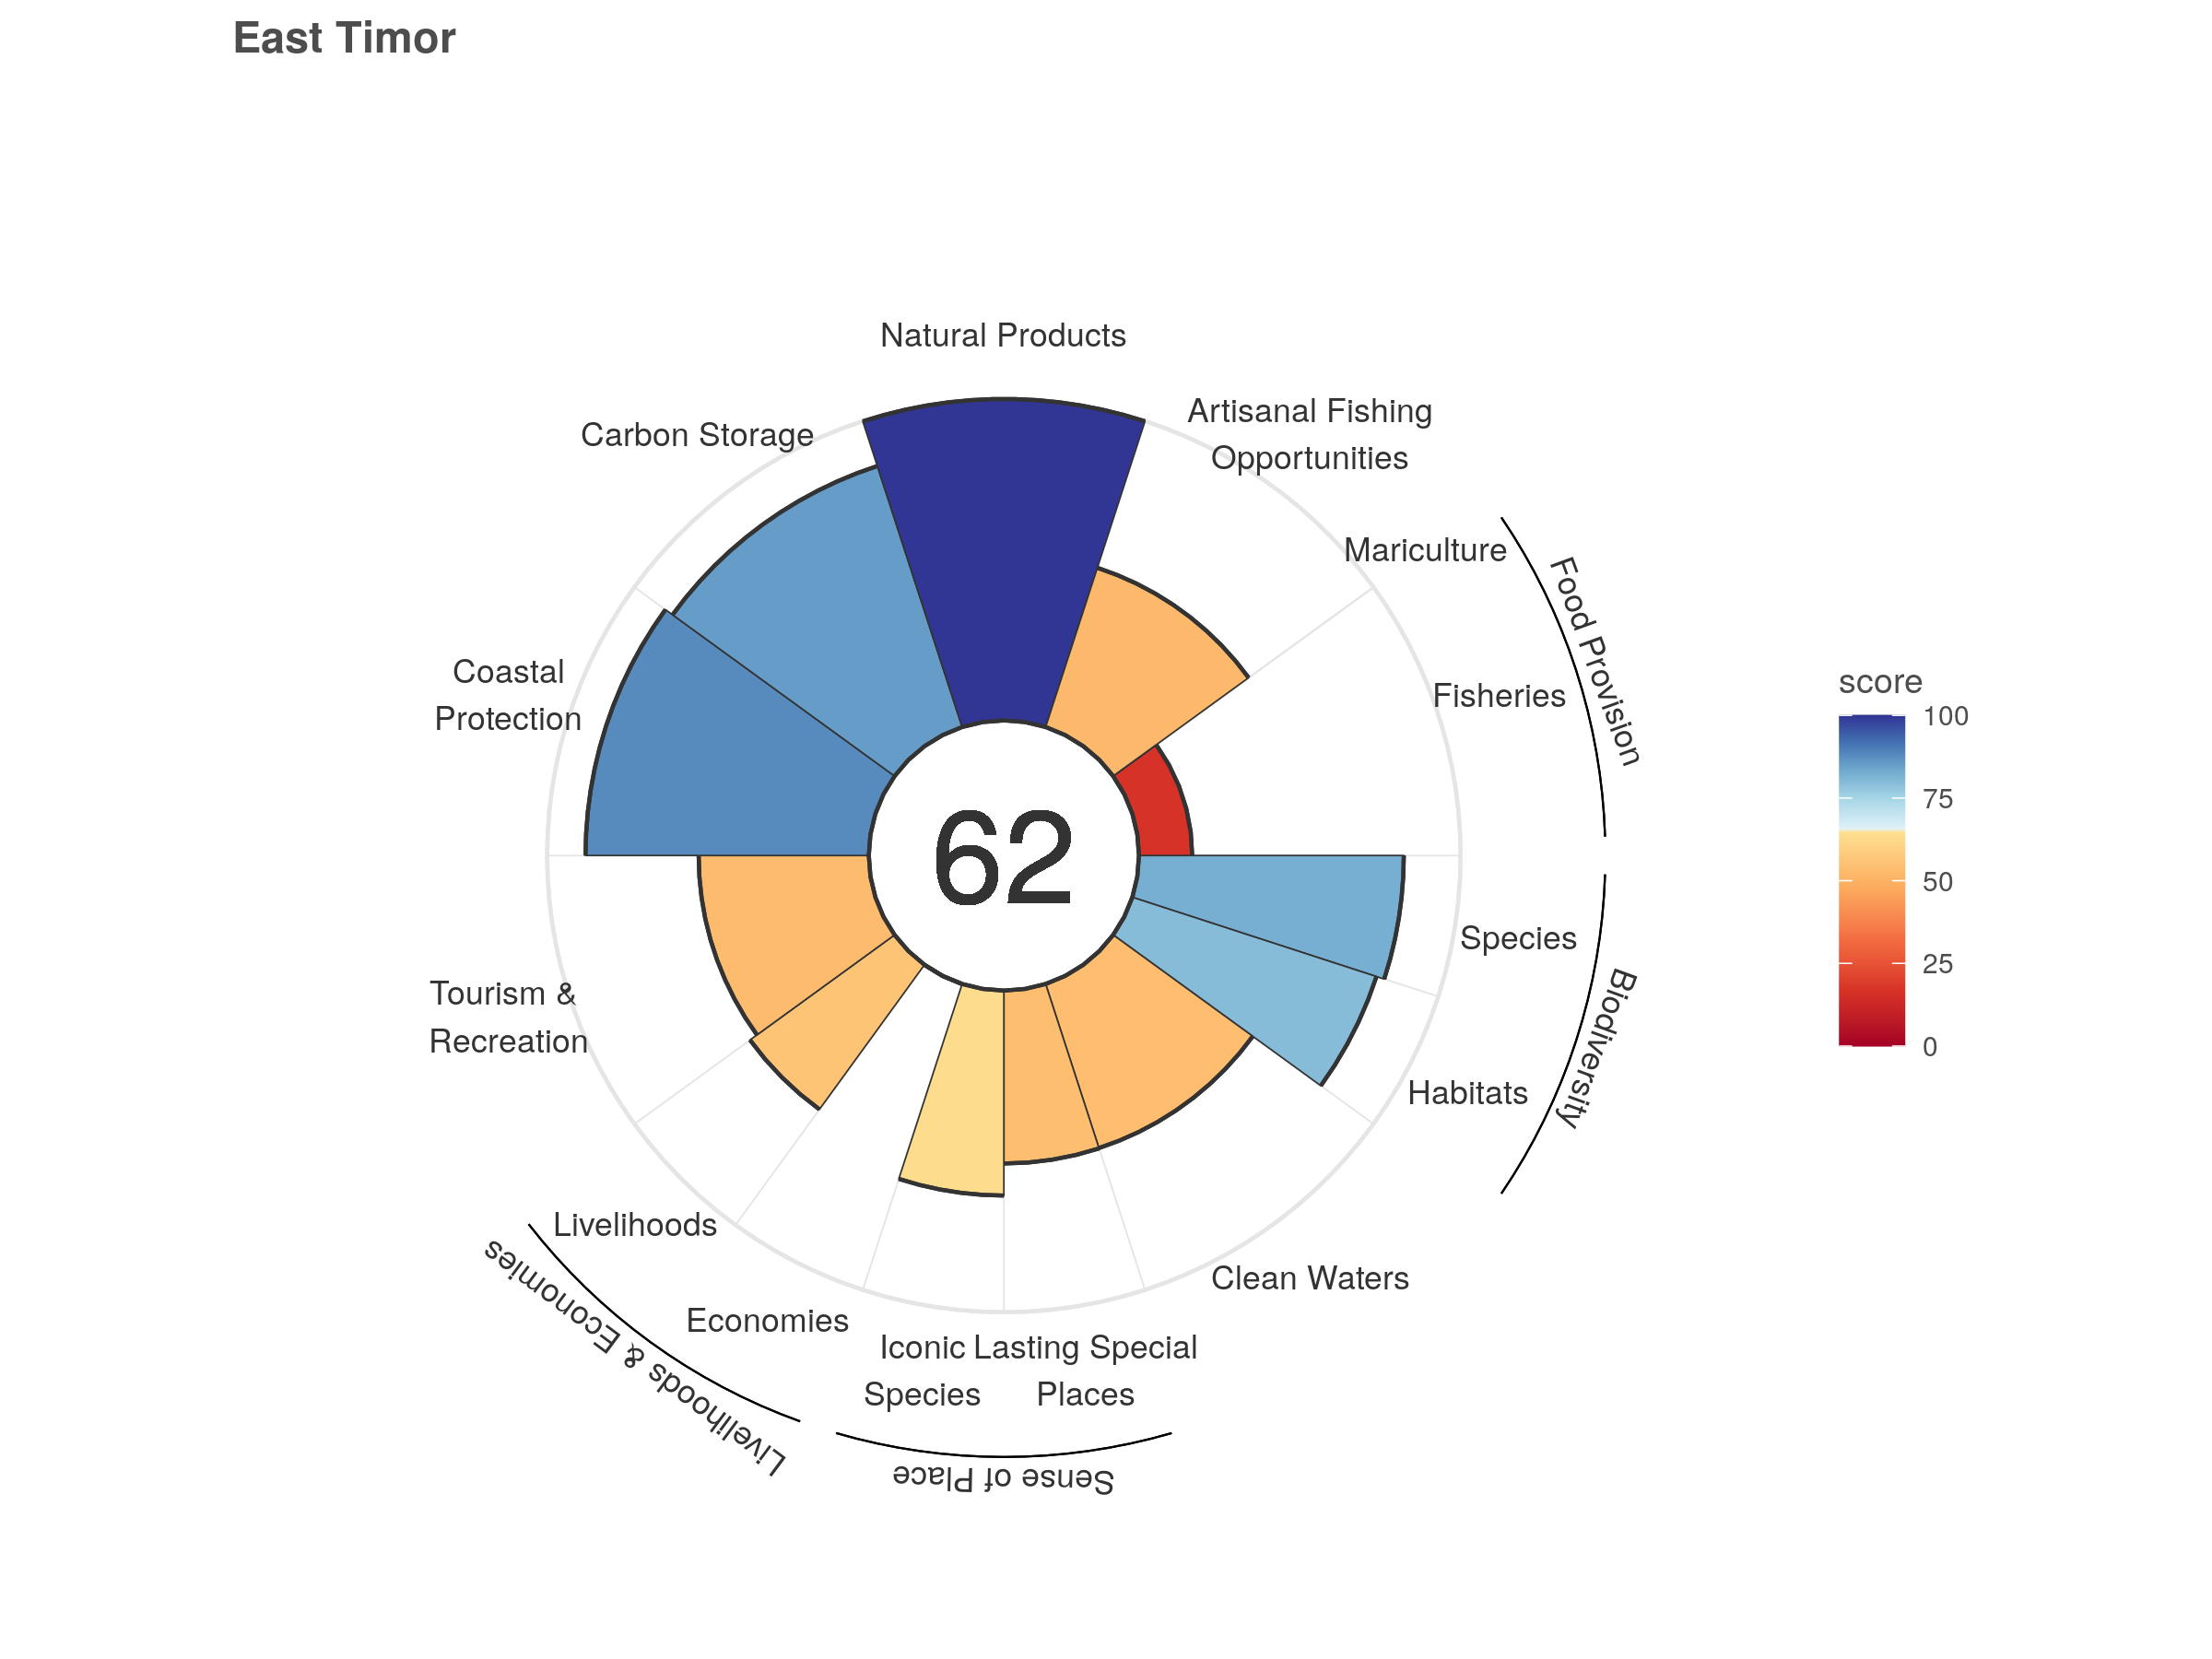 East Timor
Natural Products
Artisanal Fishing
Opportunities
Carbon Storage
Mariculture
Food Provision
Fisheries
Coastal
Protection
score
100
75
50
25
0
62
Species
Biodiversity
Habitats
Tourism &
Recreation
Livelihoods
Livelihoods & Economies
Economies
Clean Waters
Iconic
Species
Lasting Special
Places
Sense of Place